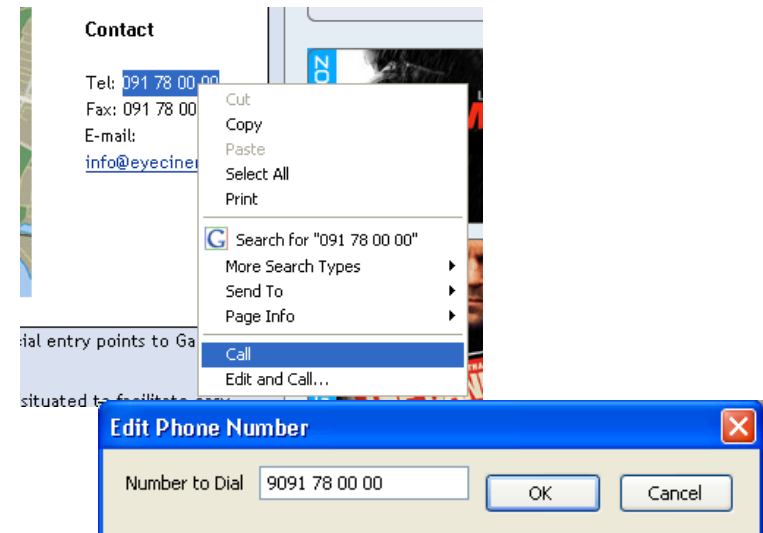 Contact
Tel: 091 78 00 00
Fax: 091 78 00
E-mail:
info@eyeciner
Cut
Copy
Paste
Select All
Print
Search for "091 78 00 00"
More Search Types
Send To
Page Info
Call
Edit and Call...
ial entry points to Ga
situated to facilitate easy
Edit Phone Number
Number to Dial 9091 78 00 00 OK Cancel